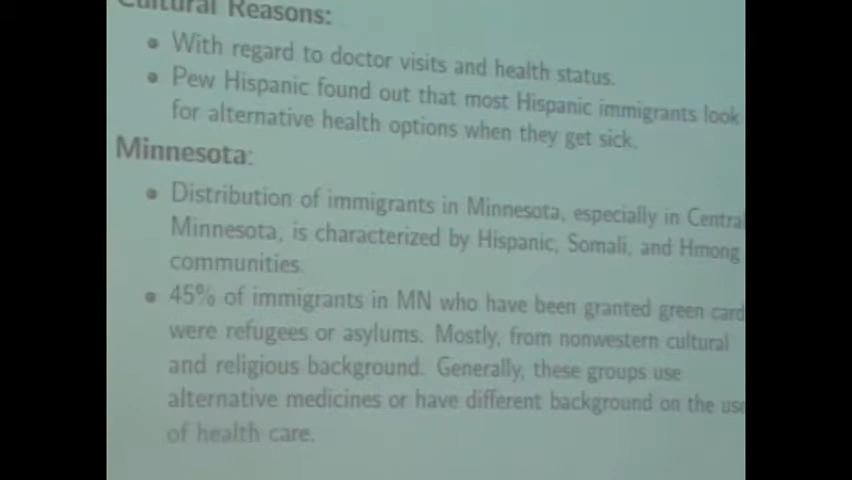 Cultural Reasons:
With regard to doctor visits and health status.
Pew Hispanic found out that most Hispanic immigrants look
for alternative health options when they get sick.
Minnesota:
Distribution of immigrants in Minnesota, especially in Central
Minnesota, is characterized by Hispanic, Somali, and Hmong
communities.
45% of immigrants in MN who have been granted green card
were refugees or asylums. Mostly, from nonwestern cultural
and religious background. Generally, these groups use
alternative medicines or have different background on the use
of health care.